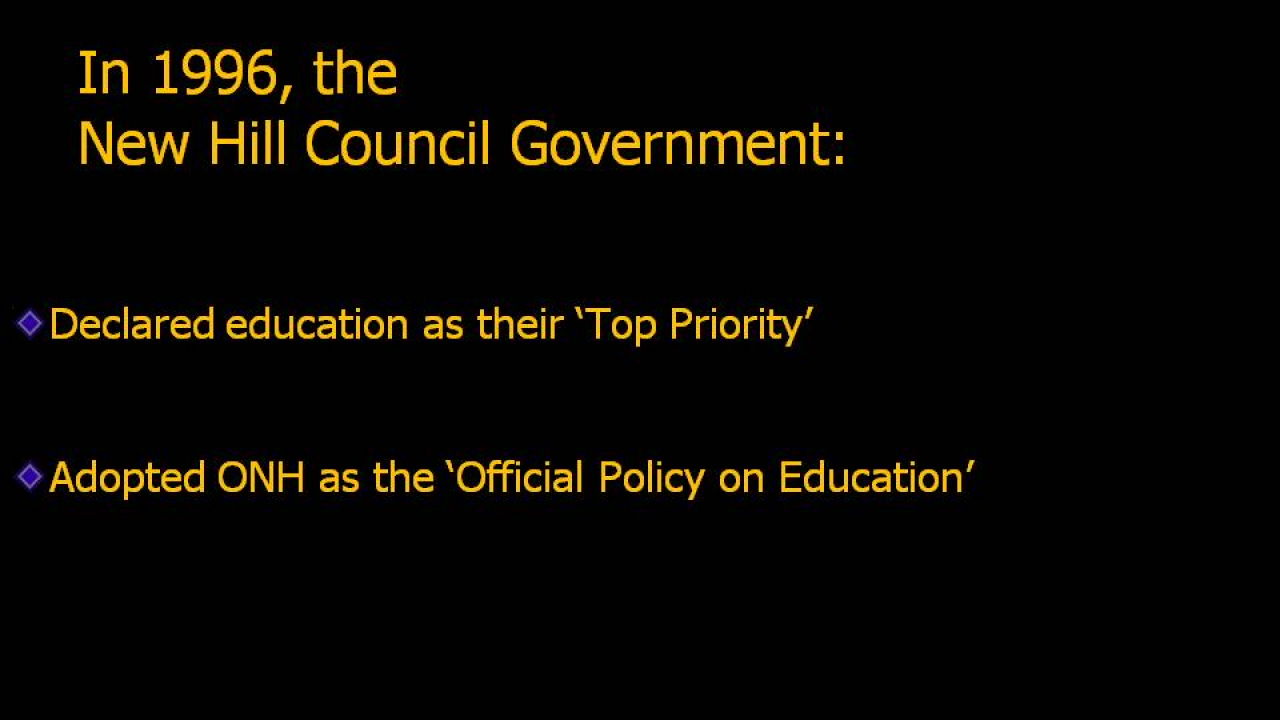 In 1996, the
New Hill Council Government:
Declared education as their ‘Top Priority’
Adopted ONH as the ‘Official Policy on Education’